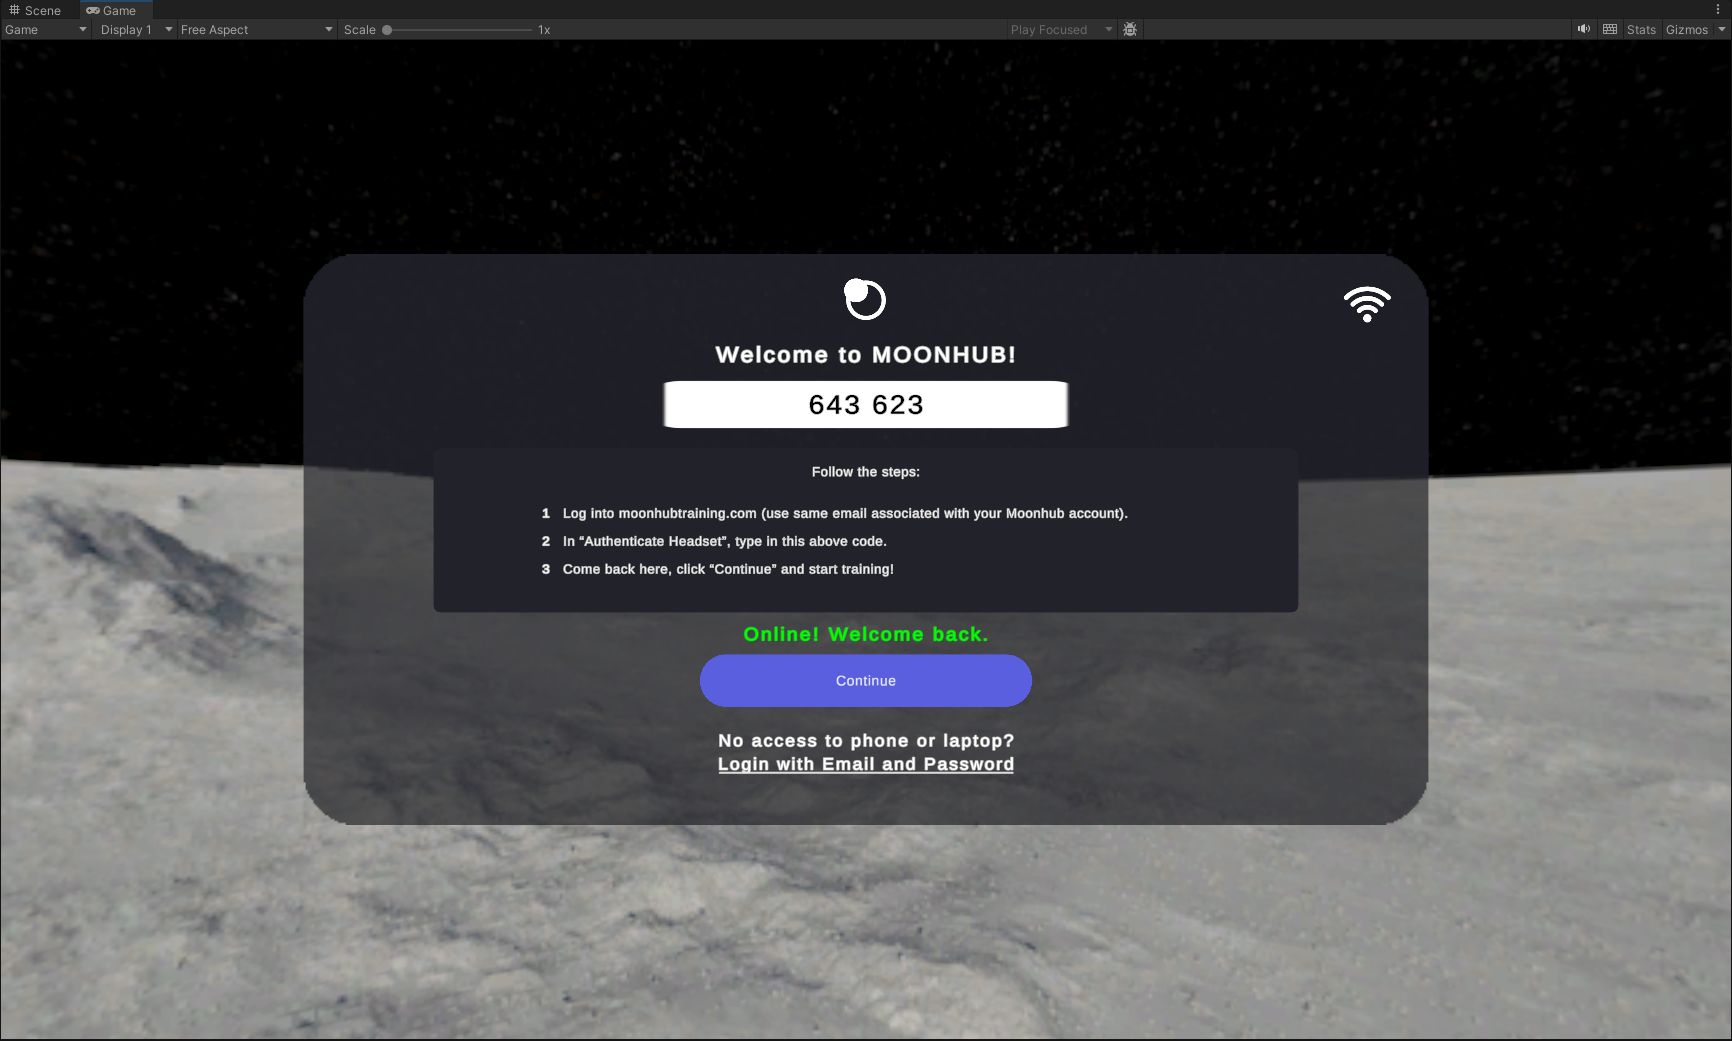 Scene
Game
Game
Display 1
Free Aspect
Scale
1x
Play Focused
Stats
Gizmos
Welcome to MOONHUB!
643 623
Follow the steps:
1 Log into moonhubtraining.com (use same email associated with your Moonhub account).
2 In “Authenticate Headset”, type in this above code.
3 Come back here, click “Continue” and start training!
Online! Welcome back.
Continue
No access to phone or laptop?
Login with Email and Password